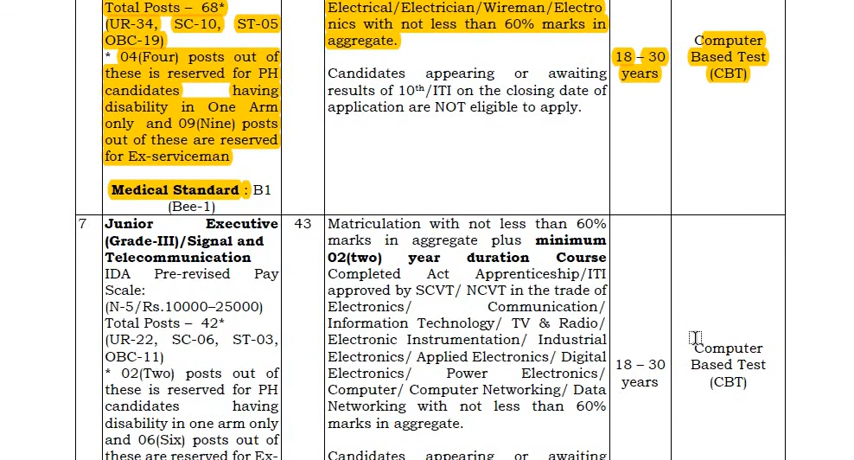 Total Posts – 68*
(UR-34, SC-10, ST-05
OBC-19)
* 04(Four) posts out of
these is reserved for PH
candidates having
disability in One Arm
only and 09(Nine) posts
out of these are reserved
for Ex-serviceman
Medical Standard : B1
(Bee-1)
Electrical/Electrician/Wireman/Electro
nics with not less than 60% marks in
aggregate.
Candidates appearing or awaiting
results of 10th/ITI on the closing date of
application are NOT eligible to apply.
18 – 30
years
Computer
Based Test
(CBT)
7
Junior Executive
(Grade-III)/Signal and
Telecommunication
IDA Pre-revised Pay
Scale:
(N-5/Rs.10000–25000)
Total Posts – 42*
(UR-22, SC-06, ST-03,
OBC-11)
* 02(Two) posts out of
these is reserved for PH
candidates having
disability in one arm only
and 06(Six) posts out of
these are reserved for Ex-
43
Matriculation with not less than 60%
marks in aggregate plus minimum
02(two) year duration Course
Completed Act Apprenticeship/ITI
approved by SCVT/ NCVT in the trade of
Electronics/ Communication/
Information Technology/ TV & Radio/
Electronic Instrumentation/ Industrial
Electronics/ Applied Electronics/ Digital
Electronics/ Power Electronics/
Computer/ Computer Networking/ Data
Networking with not less than 60%
marks in aggregate.
Candidates appearing or awaiting
18 – 30
years
Computer
Based Test
(CBT)